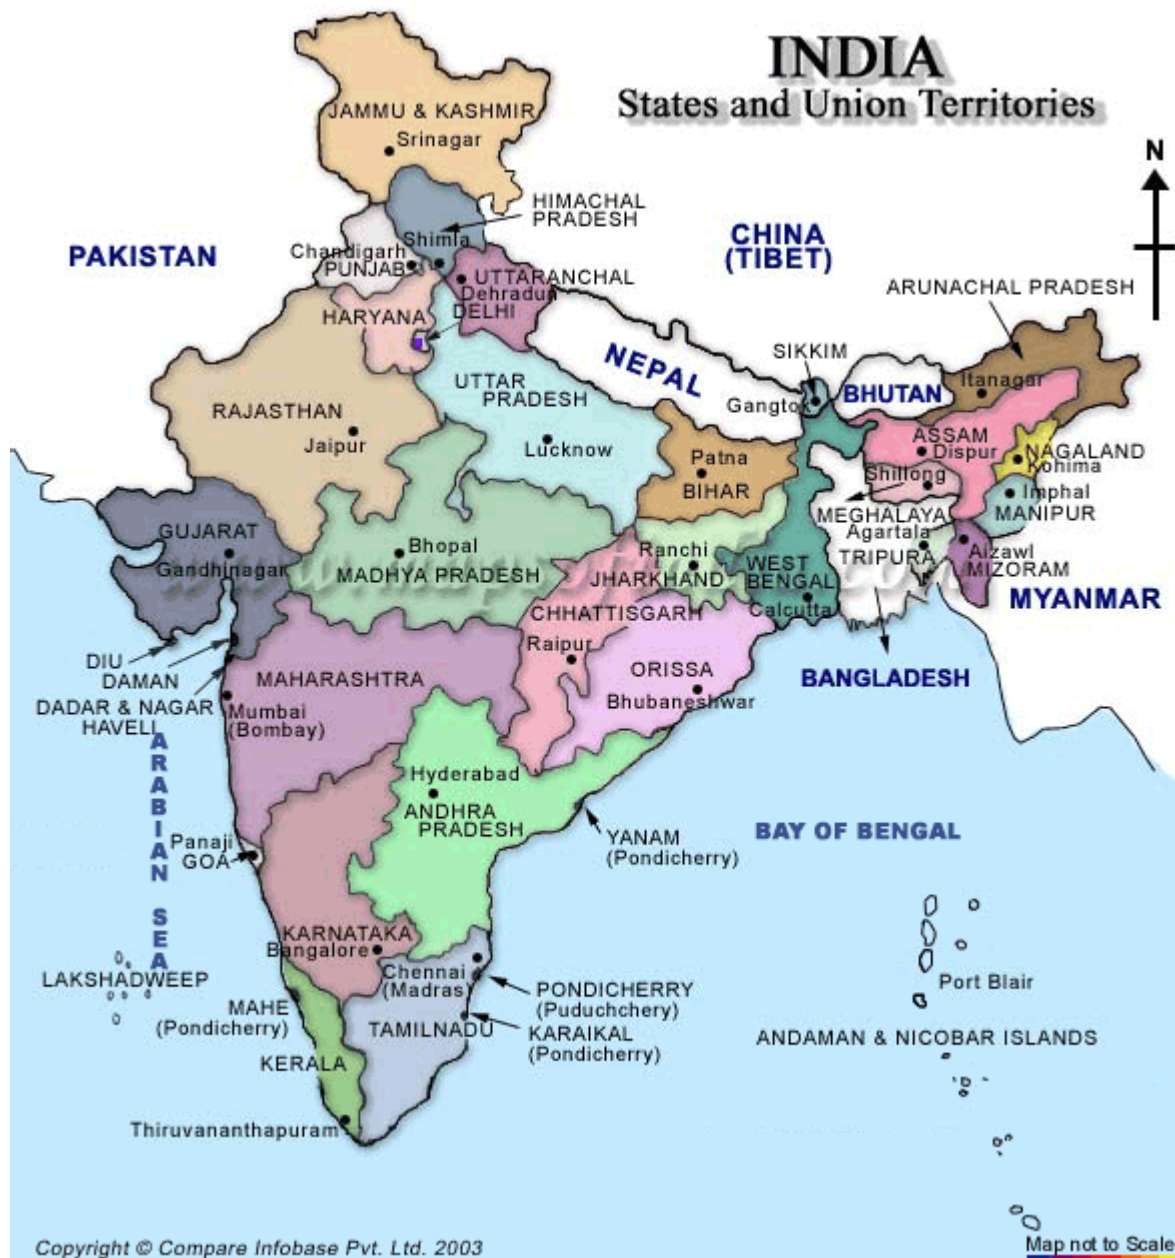 INDIA
States and Union Territories
N
JAMMU & KASHMIR
Srinagar
HIMACHAL
PRADESH
Shimla
PAKISTAN
CHINA
(TIBET)
Chandigarh
PUNJAB
UTTARANCHAL
Dehradun
DELHI
HARYANA
ARUNACHAL PRADESH
NEPAL
SIKKIM
BHUTAN
Itanagar
Gangtok
UTTAR
PRADESH
Lucknow
RAJASTHAN
Jaipur
Patna
BIHAR
ASSAM
Dispur
NAGALAND
Kohima
Shillong
MEGHALAYA
Imphal
MANIPUR
Agartala
TRIPURA
Aizawl
MIZORAM
MYANMAR
GUJARAT
Gandhinagar
Bhopal
MADHYA PRADESH
Ranchi
JHARKHAND
WEST
BENGAL
Calcutta
CHHATTISGARH
Raipur
ORISSA
Bhubaneshwar
BANGLADESH
DIU
DAMAN
DADAR & NAGAR
HAVELI
MAHARASHTRA
Mumbai
(Bombay)
ARABIAN SEA
Hyderabad
ANDHRA
PRADESH
YANAM
(Pondicherry)
BAY OF BENGAL
Panaji
GOA
KARNATAKA
Bangalore
LAKSHADWEEP
Chennai
(Madras)
PONDICHERRY
(Puduchchery)
Port Blair
MAHE
(Pondicherry)
TAMILNADU
KARAIKAL
(Pondicherry)
ANDAMAN & NICOBAR ISLANDS
KERALA
Thiruvananthapuram
Copyright © Compare Infobase Pvt. Ltd. 2003
Map not to Scale